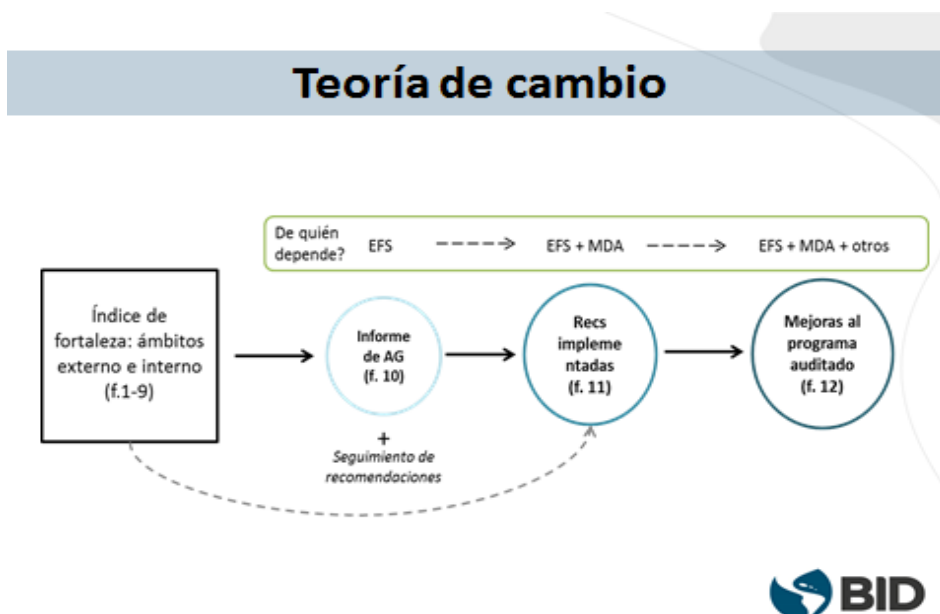 Teoría de cambio
De quién
depende?
EFS
EFS + MDA
EFS + MDA + otros
Índice de
fortaleza: ámbitos
externo e interno
(f.1-9)
Informe
de AG
(f. 10)
+
Seguimiento de
recomendaciones
Recs
impleme
ntadas
(f. 11)
Mejoras al
programa
auditado
(f. 12)
BID